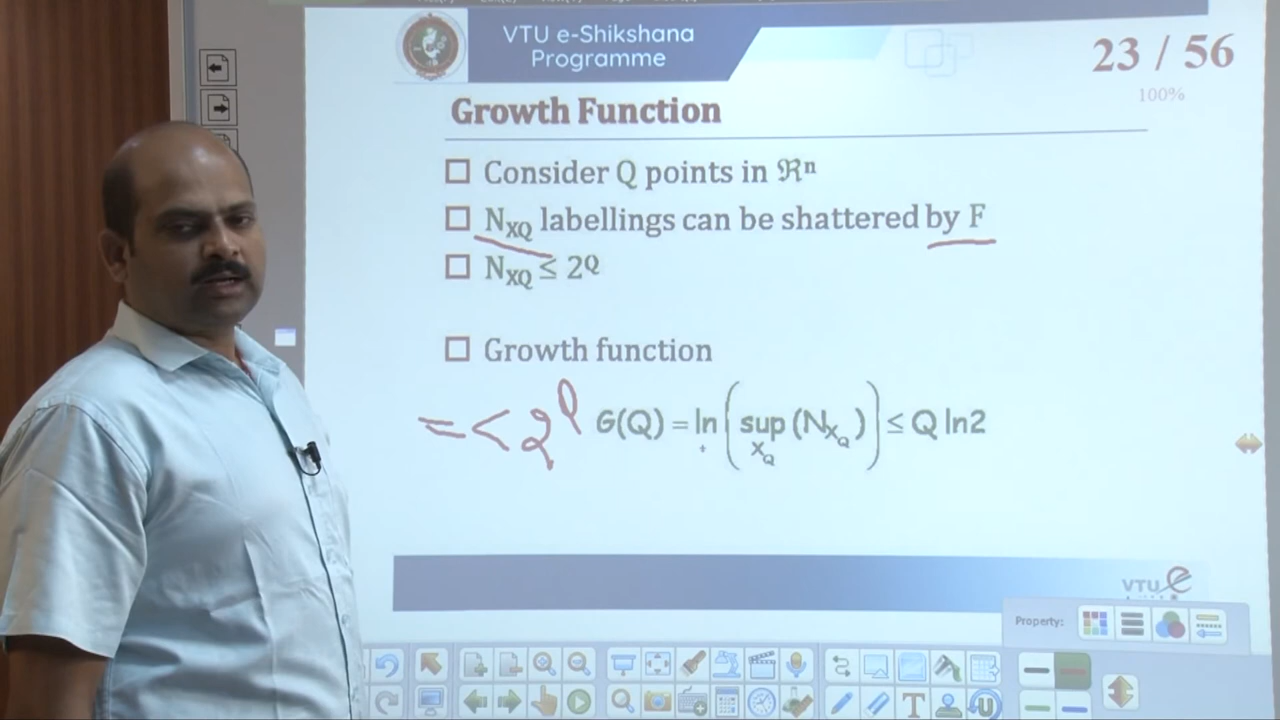 VTU e-Shikshana
Programme
23 / 56
100%
Growth Function
Consider Q points in ℜⁿ
N_XQ labellings can be shattered by F
N_XQ ≤ 2^Q
Growth function
= < 2^Q G(Q) = ln ( sup_{X_Q} (N_{X_Q}) ) ≤ Q ln2
VTU e
Property: